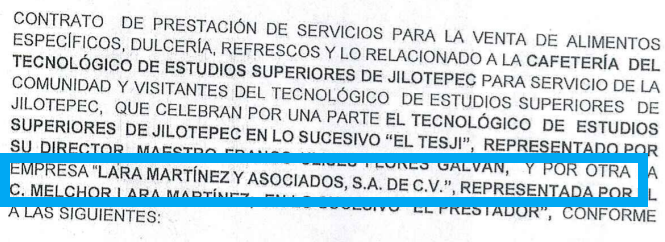 CONTRATO DE PRESTACIÓN DE SERVICIOS PARA LA VENTA DE ALIMENTOS
ESPECÍFICOS, DULCERÍA, REFRESCOS Y LO RELACIONADO A LA CAFETERÍA DEL
TECNOLÓGICO DE ESTUDIOS SUPERIORES DE JILOTEPEC PARA SERVICIO DE LA
COMUNIDAD Y VISITANTES DEL TECNOLÓGICO DE ESTUDIOS SUPERIORES DE
JILOTEPEC, QUE CELEBRAN POR UNA PARTE EL TECNOLÓGICO DE ESTUDIOS
SUPERIORES DE JILOTEPEC EN LO SUCESIVO "EL TESJI", REPRESENTADO POR
SU DIRECTOR, MAESTRO FLORES GALVÁN, Y POR OTRA
EMPRESA "LARA MARTÍNEZ Y ASOCIADOS, S.A. DE C.V.", REPRESENTADA POR
C. MELCHOR LARA MARTÍNEZ, EN LO SUCESIVO "EL PRESTADOR", CONFORME
A LAS SIGUIENTES: